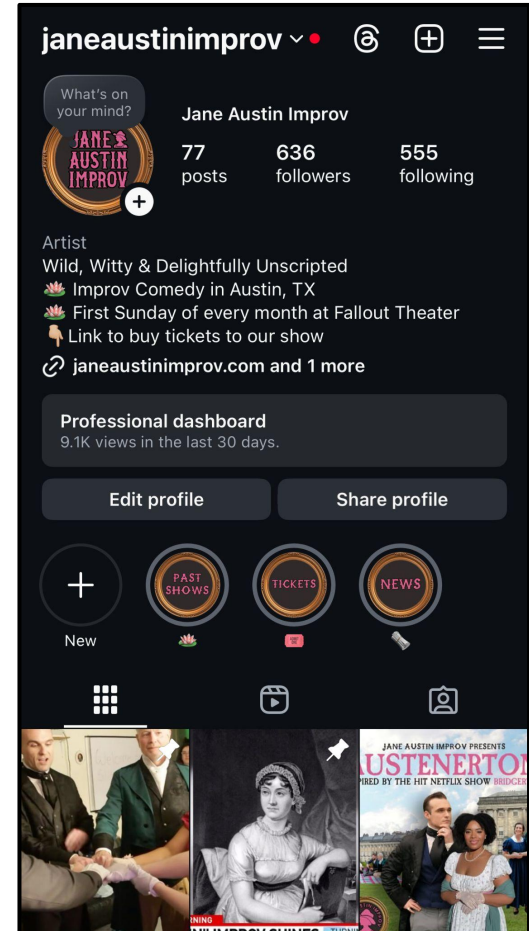 janeaustinimprov
What's on
your mind?
JANE
AUSTIN
IMPROV
Jane Austin Improv
77
posts
636
followers
555
following
Artist
Wild, Witty & Delightfully Unscripted
🪷 Improv Comedy in Austin, TX
🪷 First Sunday of every month at Fallout Theater
👇🏼Link to buy tickets to our show
janeaustinimprov.com and 1 more
Professional dashboard
9.1K views in the last 30 days.
Edit profile
Share profile
PAST
SHOWS
TICKETS
NEWS
New
🪷
🎟️
🗞️
JANE AUSTIN IMPROV PRESENTS
AUSTENERTON
PIRED BY THE HIT NETFLIX SHOW BRIDGER